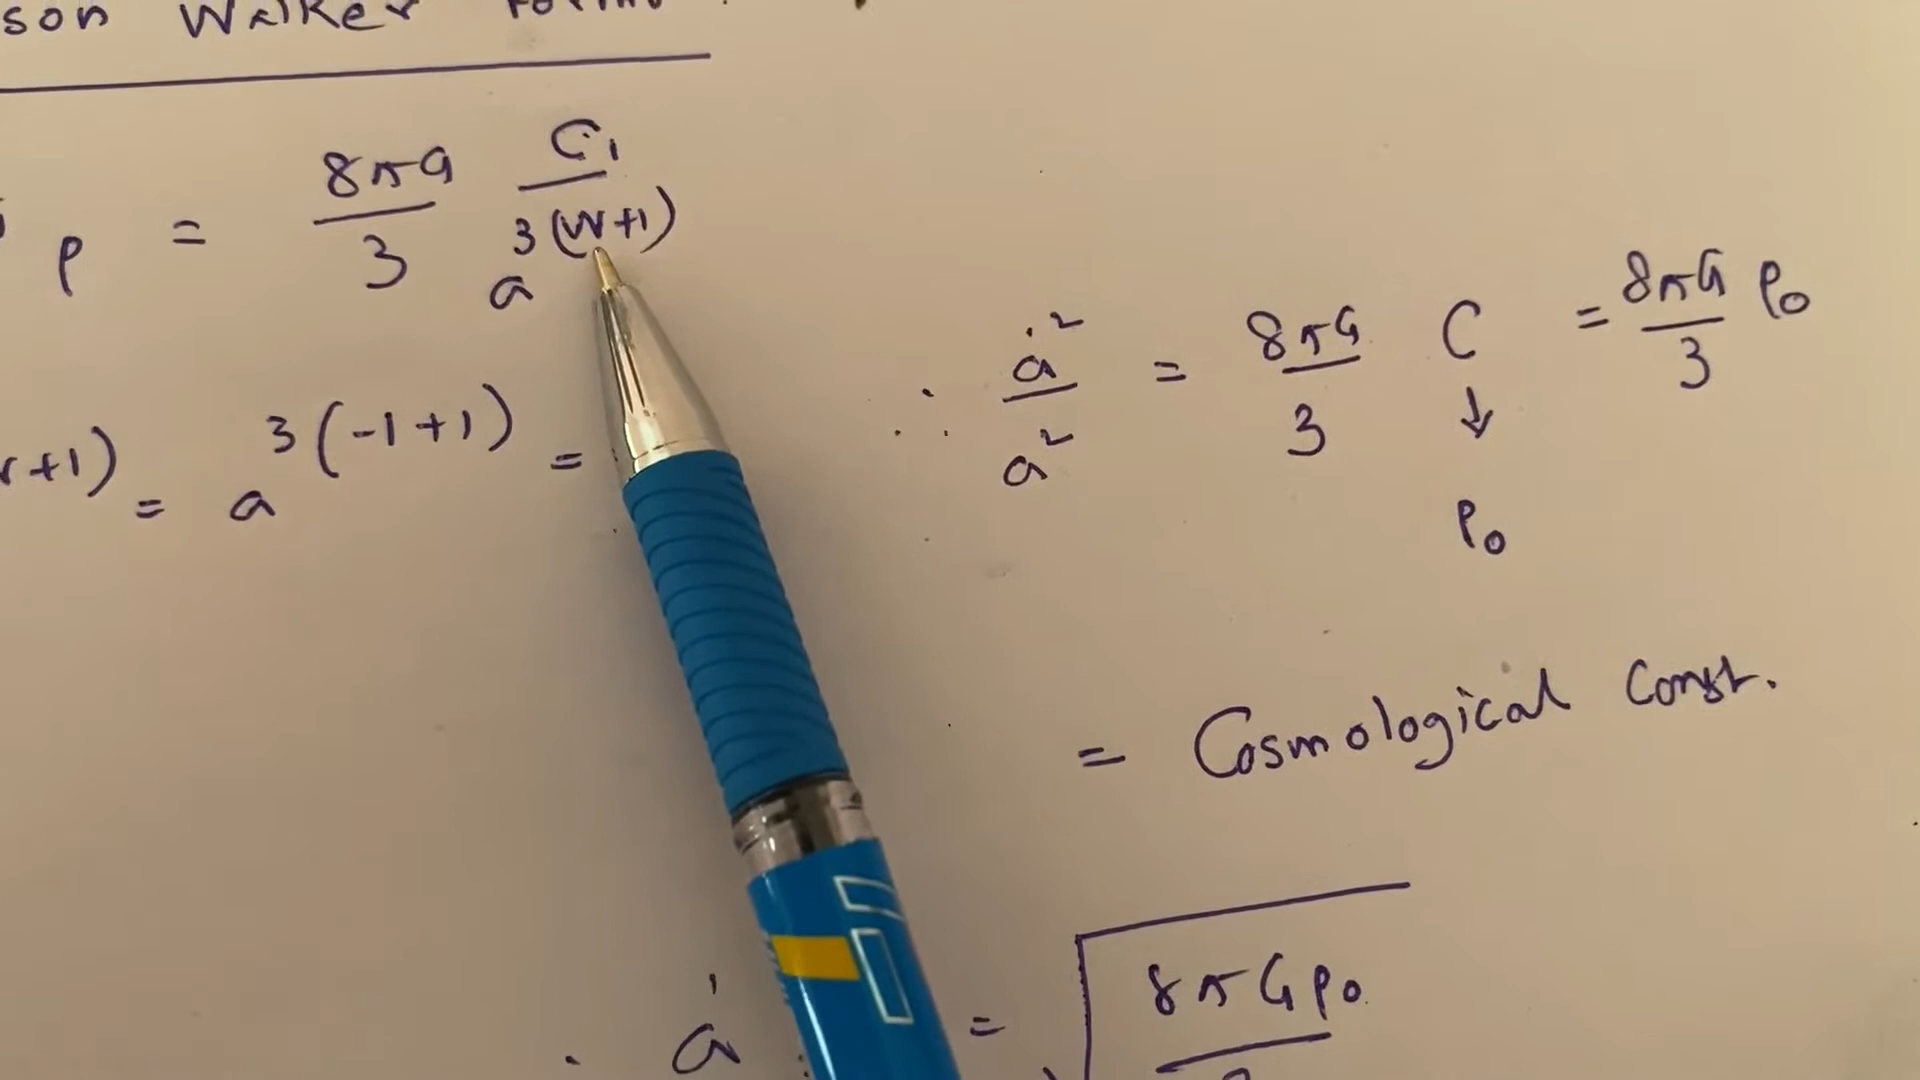 son Walker
ρ = 8πG/3 C₁/a^3(w+1)
+1) = a^3(-1+1) =
∴ ȧ²/a² = 8πG/3 C = 8πG/3 ρ₀
↓
ρ₀
= Cosmological Const.
ȧ = √8πGρ₀